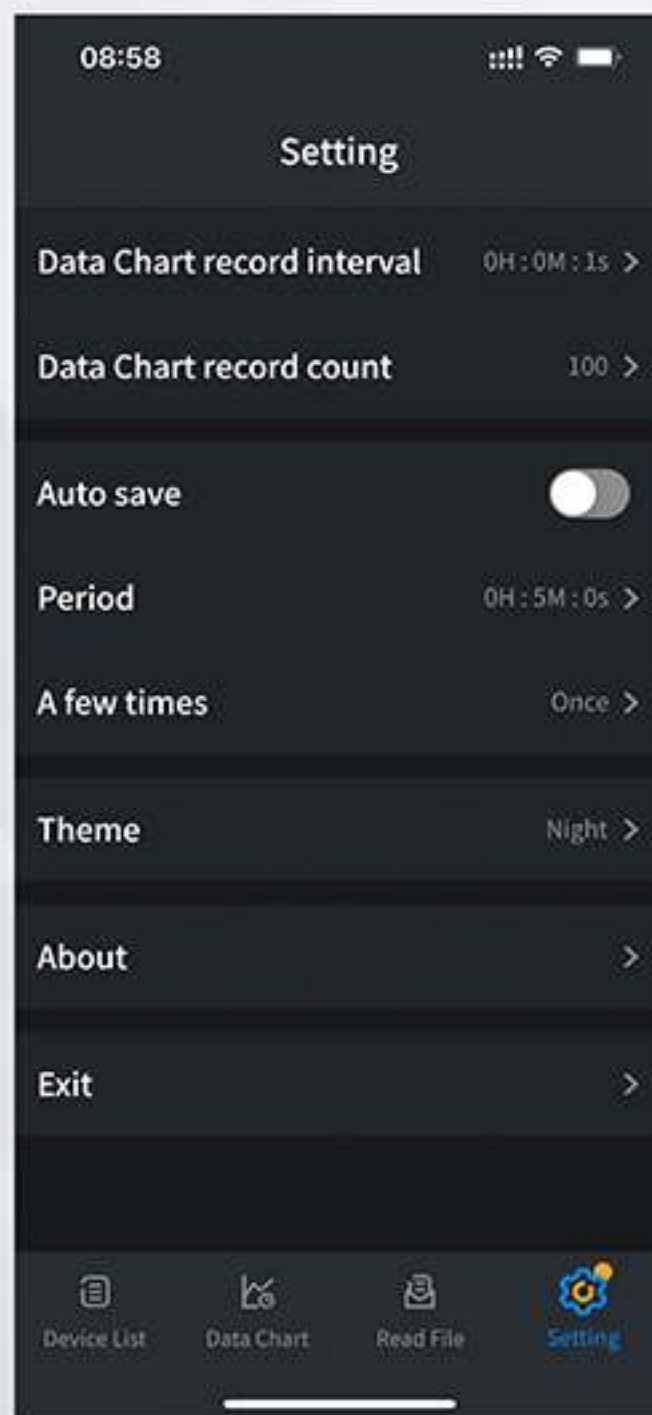 08:58
Setting
Data Chart record interval 0H:0M:1s >
Data Chart record count 100 >
Auto save
Period 0H:5M:0s >
A few times Once >
Theme Night >
About >
Exit >
Device List Data Chart Read File Setting